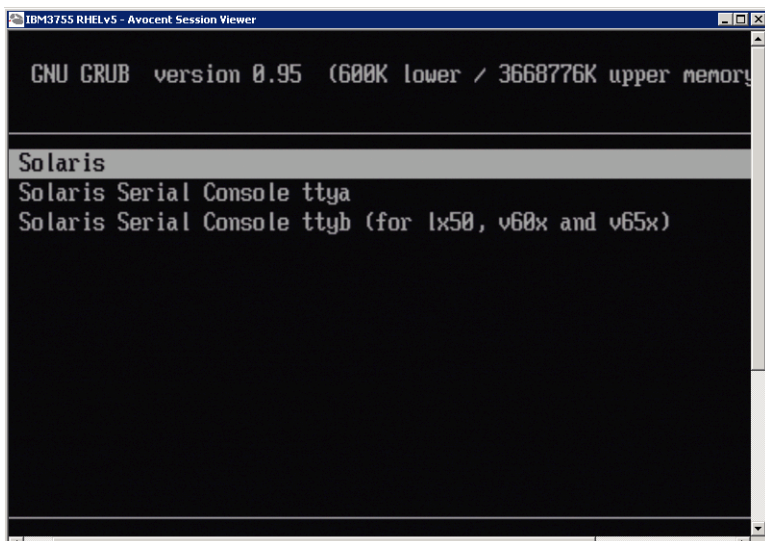 IBM3755 RHELv5 - Avocent Session Viewer
GNU GRUB version 0.95 (600K lower / 3668776K upper memory
Solaris
Solaris Serial Console ttya
Solaris Serial Console ttyb (for lx50, v60x and v65x)